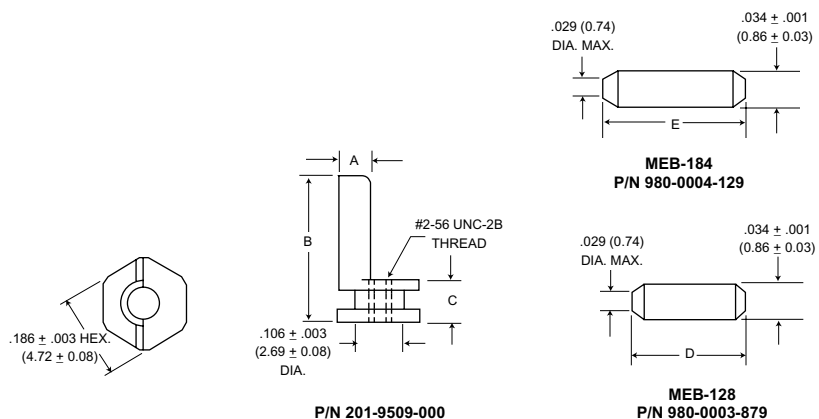 .186 ± .003 HEX.
(4.72 ± 0.08)
A
B
#2-56 UNC-2B
THREAD
C
.106 ± .003
(2.69 ± 0.08)
DIA.
P/N 201-9509-000
.029 (0.74)
DIA. MAX.
.034 ± .001
(0.86 ± 0.03)
E
MEB-184
P/N 980-0004-129
.029 (0.74)
DIA. MAX.
.034 ± .001
(0.86 ± 0.03)
D
MEB-128
P/N 980-0003-879